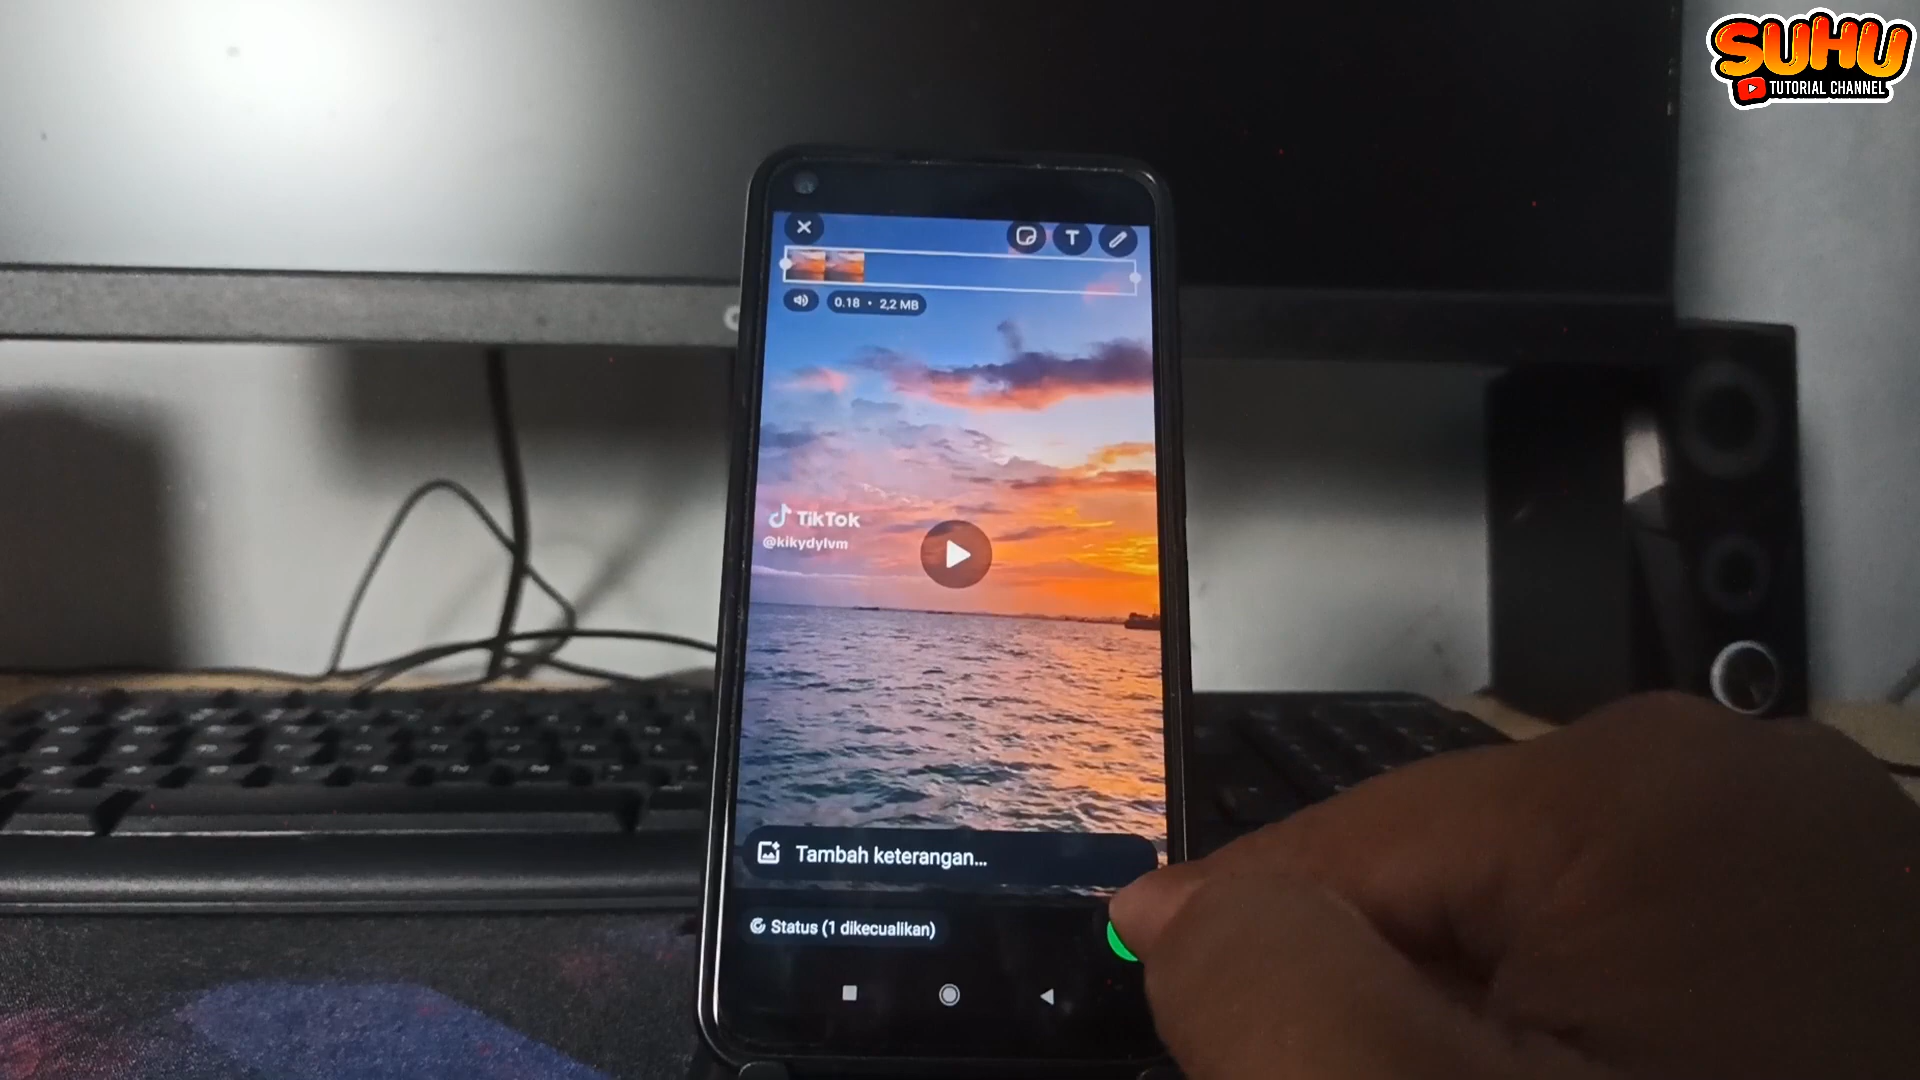 SUHU
TUTORIAL CHANNEL
T
0.18 • 2,2 MB
TikTok
@kikydylvm
Tambah keterangan...
Status (1 dikecualikan)